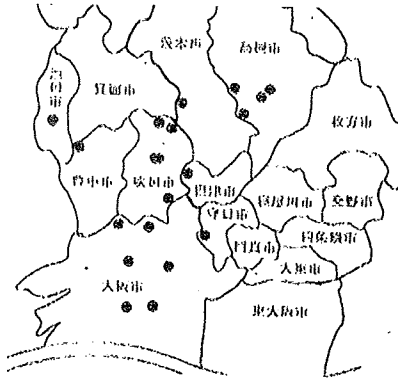 茨木市
高槻市
池田市
箕面市
枚方市
豊中市
吹田市
摂津市
寝屋川市
交野市
守口市
門真市
四条畷市
大東市
大阪市
東大阪市